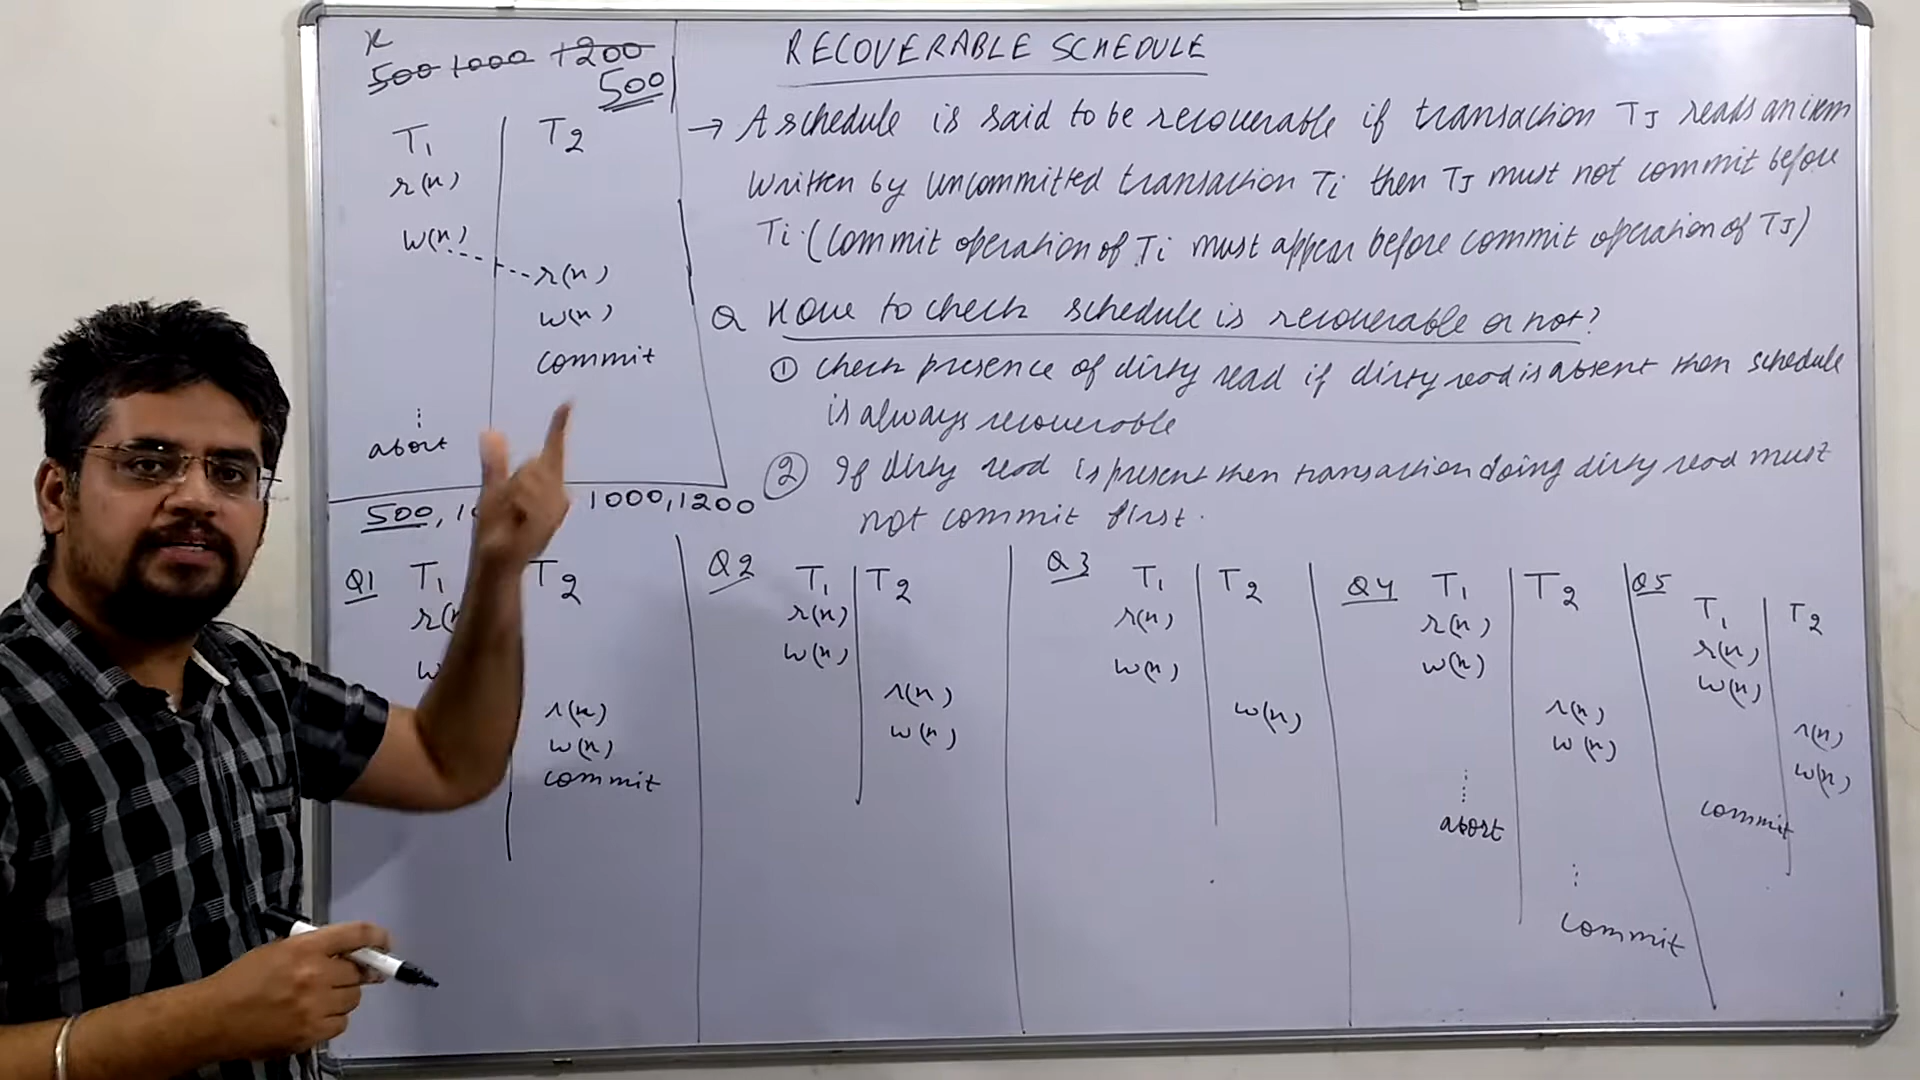 RECOVERABLE SCHEDULE
→ A schedule is said to be recoverable if transaction TJ reads an item
written by uncommitted transaction Ti then TJ must not commit before
Ti. (Commit operation of Ti must appear before commit operation of TJ)
Q How to check schedule is recoverable or not?
① Check presence of dirty read if dirty read is absent then schedule
is always recoverable
② If dirty read is present then transaction doing dirty read must
not commit first.
x
500 1000 1200
500
T1 T2
r(x)
w(x)
r(x)
w(x)
commit
abort
500, 1000, 1200
Q1 T1 T2
r(x)
w(x)
r(x)
w(x)
commit
Q2 T1 T2
r(x)
w(x)
r(x)
w(x)
Q3 T1 T2
r(x)
w(x)
w(x)
Q4 T1 T2
r(x)
w(x)
r(x)
w(x)
abort
commit
Q5 T1 T2
r(x)
w(x)
r(x)
w(x)
commit